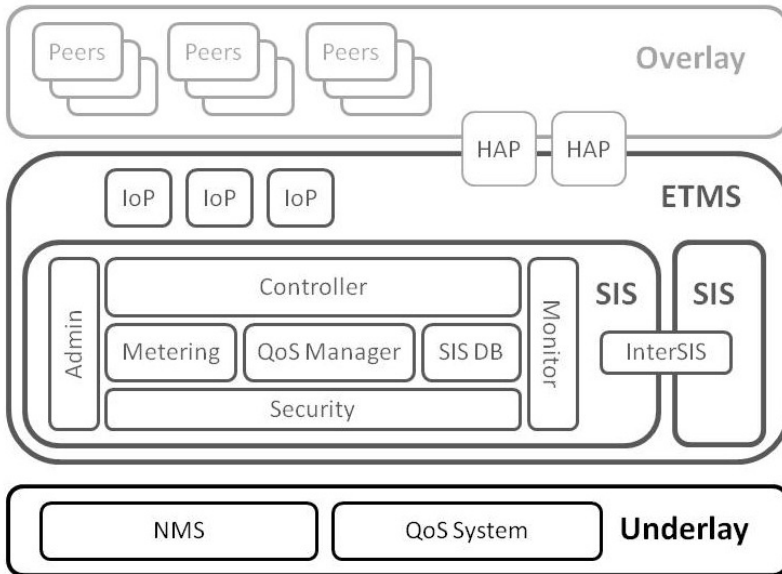 Peers Peers Peers Overlay
HAP HAP
IoP IoP IoP ETMS
Admin Controller Monitor SIS SIS
Metering QoS Manager SIS DB InterSIS
Security
NMS QoS System Underlay